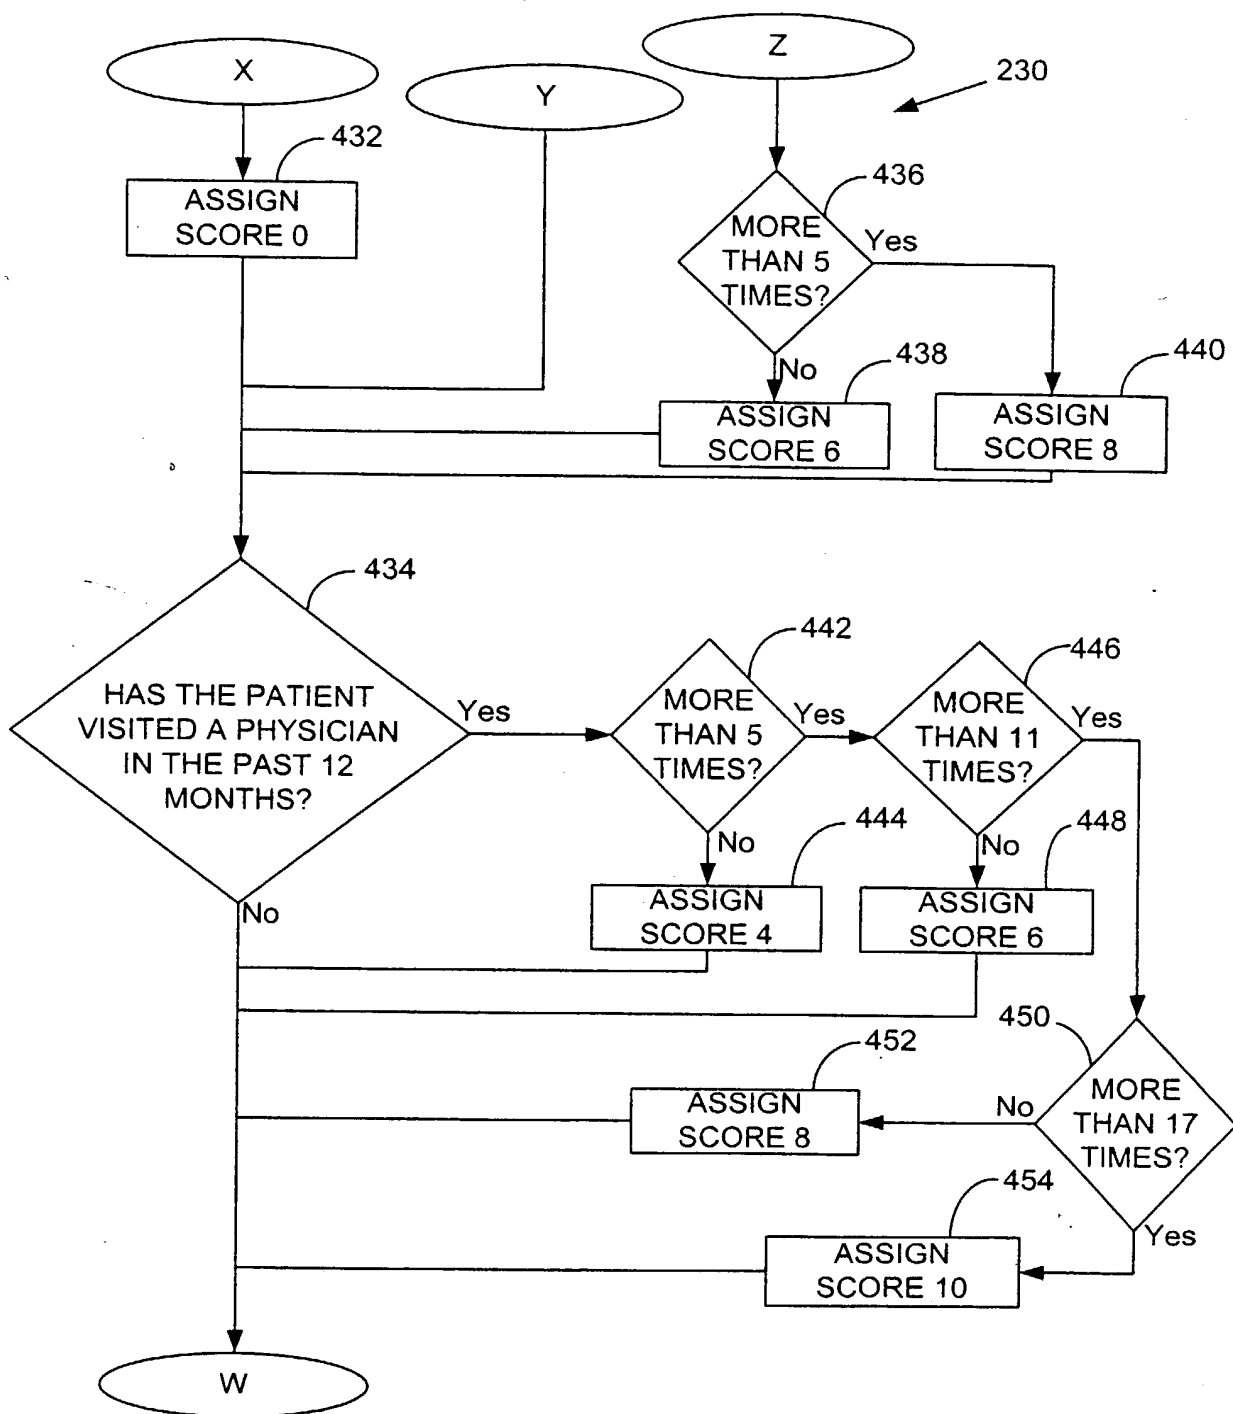 X
Y
Z
230
432
ASSIGN
SCORE 0
436
MORE
THAN 5
TIMES?
Yes
No
438
ASSIGN
SCORE 6
440
ASSIGN
SCORE 8
434
HAS THE PATIENT
VISITED A PHYSICIAN
IN THE PAST 12
MONTHS?
Yes
No
442
MORE
THAN 5
TIMES?
Yes
No
444
ASSIGN
SCORE 4
446
MORE
THAN 11
TIMES?
Yes
No
448
ASSIGN
SCORE 6
450
MORE
THAN 17
TIMES?
No
Yes
452
ASSIGN
SCORE 8
454
ASSIGN
SCORE 10
W